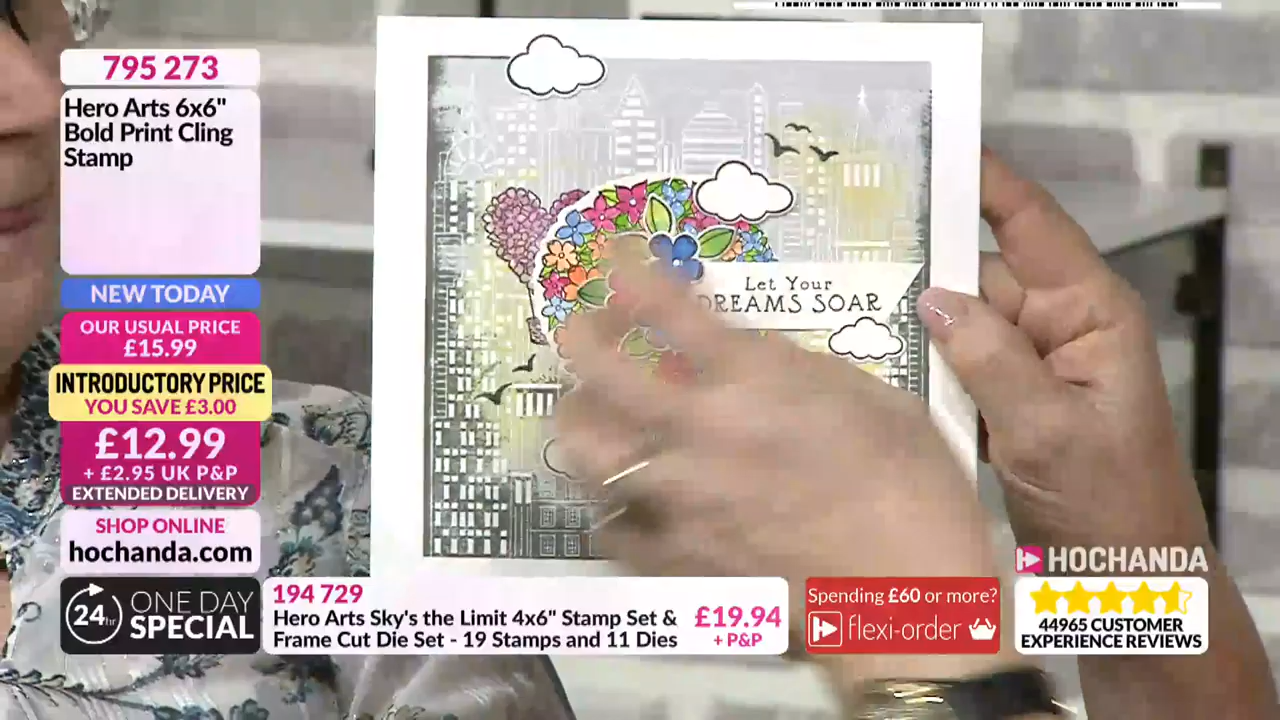 795 273
Hero Arts 6x6"
Bold Print Cling
Stamp
NEW TODAY
OUR USUAL PRICE
£15.99
INTRODUCTORY PRICE
YOU SAVE £3.00
£12.99
+ £2.95 UK P&P
EXTENDED DELIVERY
SHOP ONLINE
hochanda.com
Let Your
DREAMS SOAR
24hr
ONE DAY
SPECIAL
194 729
Hero Arts Sky's the Limit 4x6" Stamp Set &
Frame Cut Die Set - 19 Stamps and 11 Dies
£19.94
+ P&P
Spending £60 or more?
flexi-order
HOCHANDA
44965 CUSTOMER
EXPERIENCE REVIEWS